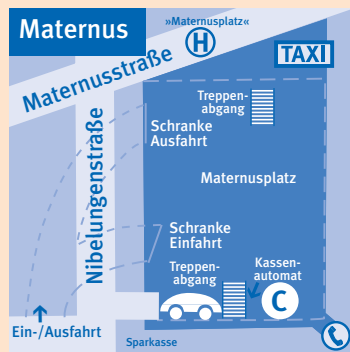 Maternus
»Maternusplatz«
H
TAXI
Maternusstraße
Treppen-
abgang
Schranke
Ausfahrt
Nibelungenstraße
Maternusplatz
Schranke
Einfahrt
Treppen-
abgang
Kassen-
automat
C
Ein-/Ausfahrt
Sparkasse